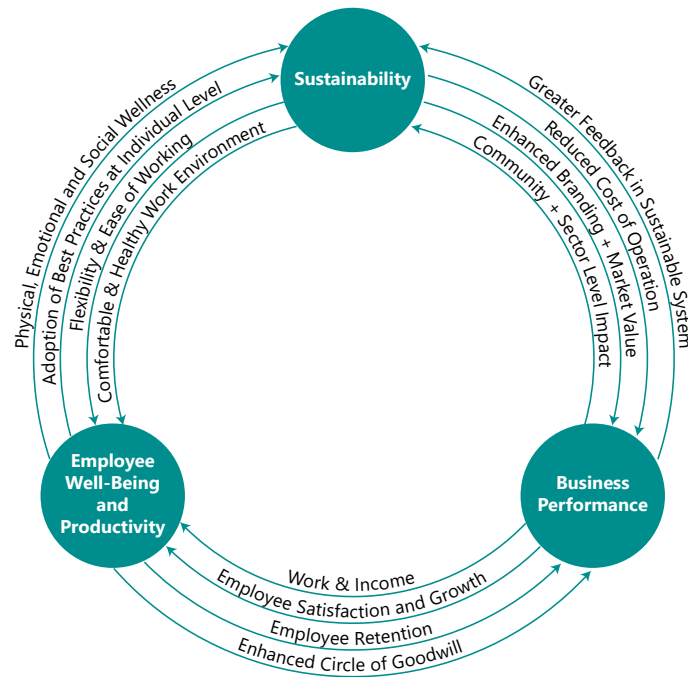 Sustainability
Physical, Emotional and Social Wellness
Adoption of Best Practices at Individual Level
Flexibility & Ease of Working
Comfortable & Healthy Work Environment
Greater Feedback in Sustainable System
Reduced Cost of Operation
Enhanced Branding + Market Value
Community + Sector Level Impact
Employee
Well-Being
and
Productivity
Business
Performance
Work & Income
Employee Satisfaction and Growth
Employee Retention
Enhanced Circle of Goodwill